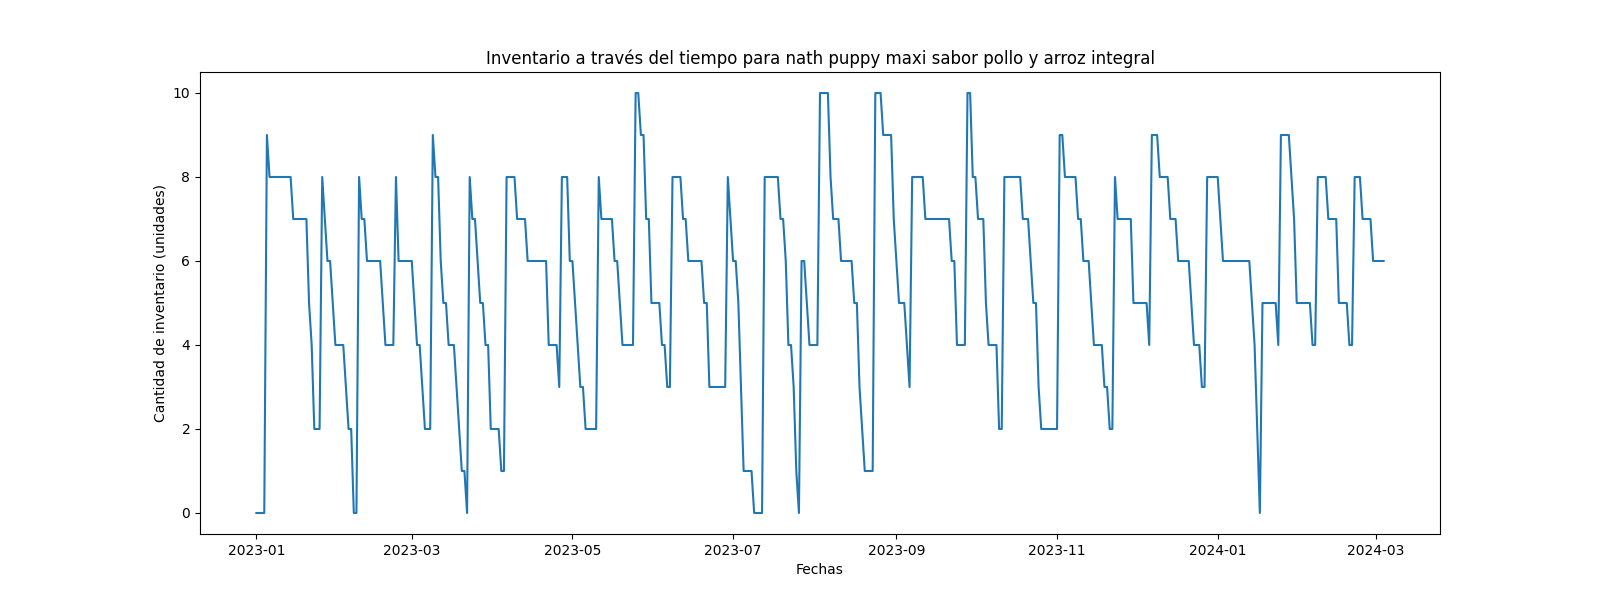 Inventario a través del tiempo para nath puppy maxi sabor pollo y arroz integral
Cantidad de inventario (unidades)
10
8
6
4
2
0
2023-01 2023-03 2023-05 2023-07 2023-09 2023-11 2024-01 2024-03
Fechas